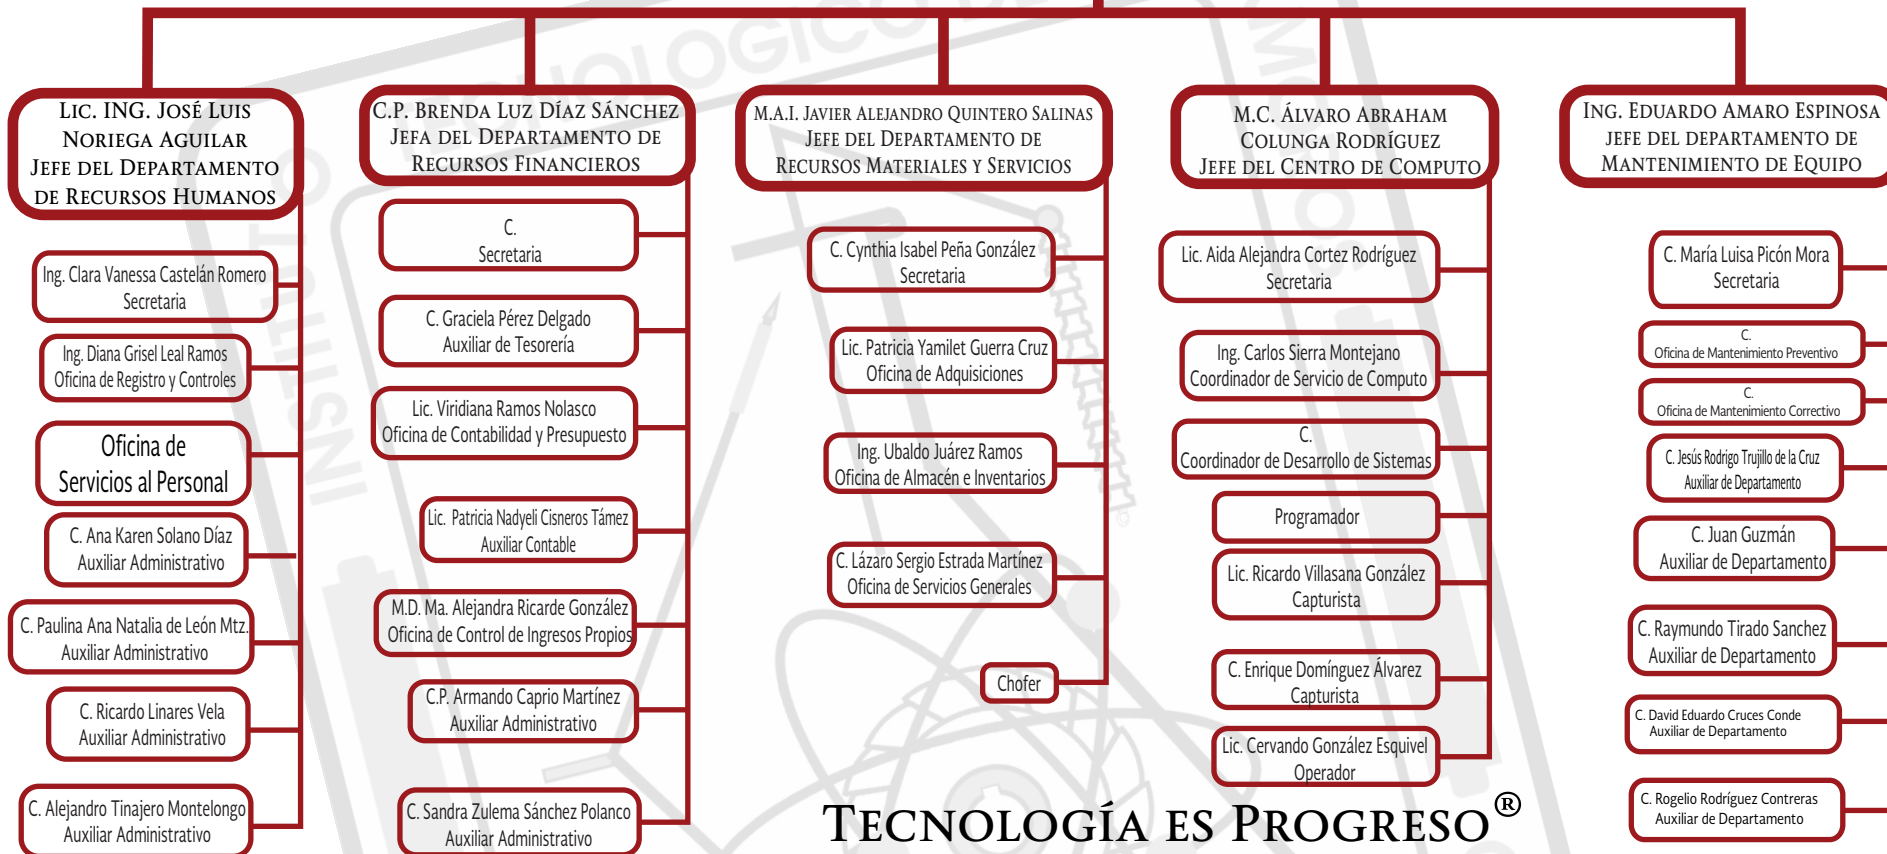 LIC. ING. JOSÉ LUIS
NORIEGA AGUILAR
JEFE DEL DEPARTAMENTO
DE RECURSOS HUMANOS
Ing. Clara Vanessa Castelán Romero
Secretaria
Ing. Diana Grisel Leal Ramos
Oficina de Registro y Controles
Oficina de
Servicios al Personal
C. Ana Karen Solano Díaz
Auxiliar Administrativo
C. Paulina Ana Natalia de León Mtz.
Auxiliar Administrativo
C. Ricardo Linares Vela
Auxiliar Administrativo
C. Alejandro Tinajero Montelongo
Auxiliar Administrativo
C.P. BRENDA LUZ DÍAZ SÁNCHEZ
JEFA DEL DEPARTAMENTO DE
RECURSOS FINANCIEROS
C.
Secretaria
C. Graciela Pérez Delgado
Auxiliar de Tesorería
Lic. Viridiana Ramos Nolasco
Oficina de Contabilidad y Presupuesto
Lic. Patricia Nadyeli Cisneros Támez
Auxiliar Contable
M.D. Ma. Alejandra Ricarde González
Oficina de Control de Ingresos Propios
C.P. Armando Caprio Martínez
Auxiliar Administrativo
C. Sandra Zulema Sánchez Polanco
Auxiliar Administrativo
M.A.I. JAVIER ALEJANDRO QUINTERO SALINAS
JEFE DEL DEPARTAMENTO DE
RECURSOS MATERIALES Y SERVICIOS
C. Cynthia Isabel Peña González
Secretaria
Lic. Patricia Yamilet Guerra Cruz
Oficina de Adquisiciones
Ing. Ubaldo Juárez Ramos
Oficina de Almacén e Inventarios
C. Lázaro Sergio Estrada Martínez
Oficina de Servicios Generales
Chofer
M.C. ÁLVARO ABRAHAM
COLUNGA RODRÍGUEZ
JEFE DEL CENTRO DE COMPUTO
Lic. Aida Alejandra Cortez Rodríguez
Secretaria
Ing. Carlos Sierra Montejano
Coordinador de Servicio de Computo
C.
Coordinador de Desarrollo de Sistemas
Programador
Lic. Ricardo Villasana González
Capturista
C. Enrique Domínguez Álvarez
Capturista
Lic. Cervando González Esquivel
Operador
ING. EDUARDO AMARO ESPINOSA
JEFE DEL DEPARTAMENTO DE
MANTENIMIENTO DE EQUIPO
C. María Luisa Picón Mora
Secretaria
C.
Oficina de Mantenimiento Preventivo
C.
Oficina de Mantenimiento Correctivo
C. Jesús Rodrigo Trujillo de la Cruz
Auxiliar de Departamento
C. Juan Guzmán
Auxiliar de Departamento
C. Raymundo Tirado Sanchez
Auxiliar de Departamento
C. David Eduardo Cruces Conde
Auxiliar de Departamento
C. Rogelio Rodríguez Contreras
Auxiliar de Departamento
TECNOLOGÍA ES PROGRESO®